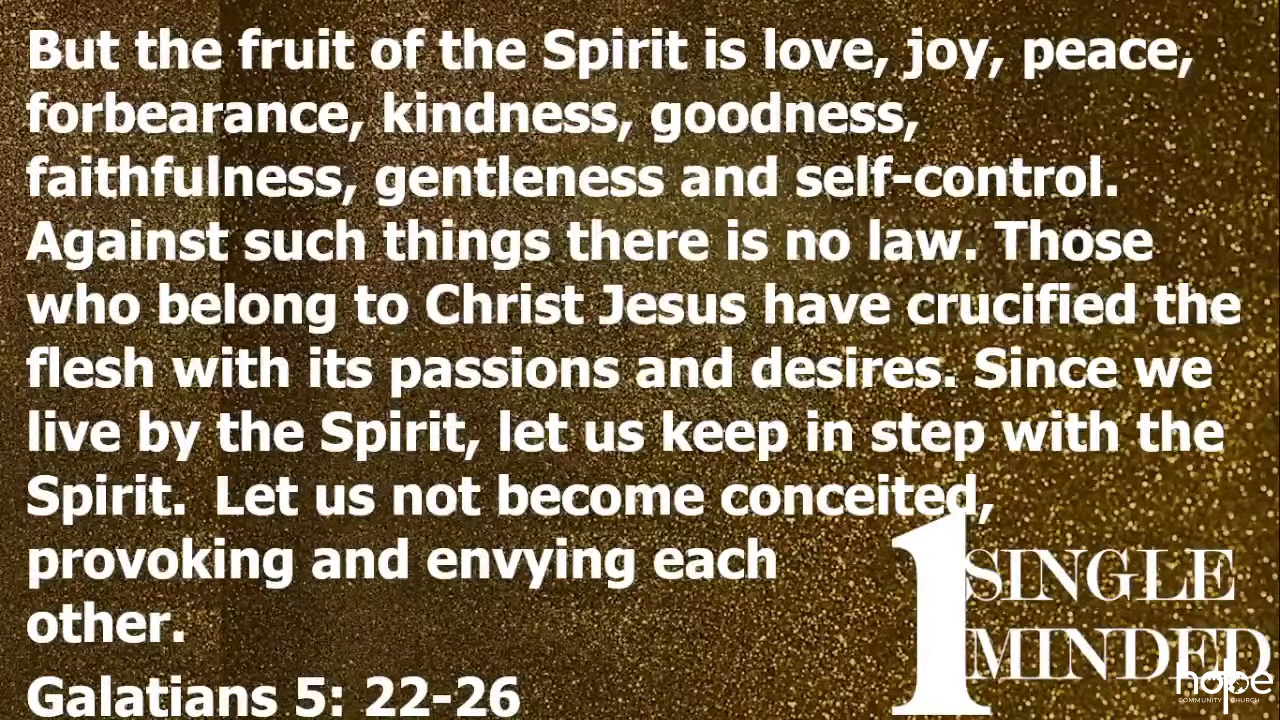 But the fruit of the Spirit is love, joy, peace,
forbearance, kindness, goodness,
faithfulness, gentleness and self-control.
Against such things there is no law. Those
who belong to Christ Jesus have crucified the
flesh with its passions and desires. Since we
live by the Spirit, let us keep in step with the
Spirit.  Let us not become conceited,
provoking and envying each
other.
Galatians 5: 22-26
1
SINGLE
MINDED
hope
COMMUNITY CHURCH